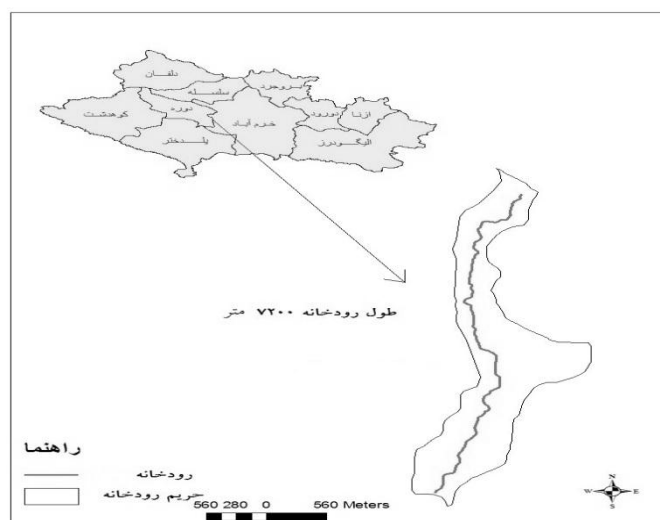 دلفان
سلسله
بروجرد
کوهدشت
دوره
خرم آباد
دورود
ازنا
پلدختر
الیگودرز
طول رودخانه ۷۲۰۰ متر
راهنما
رودخانه
حریم رودخانه
560 280 0 560 Meters
N
W E
S